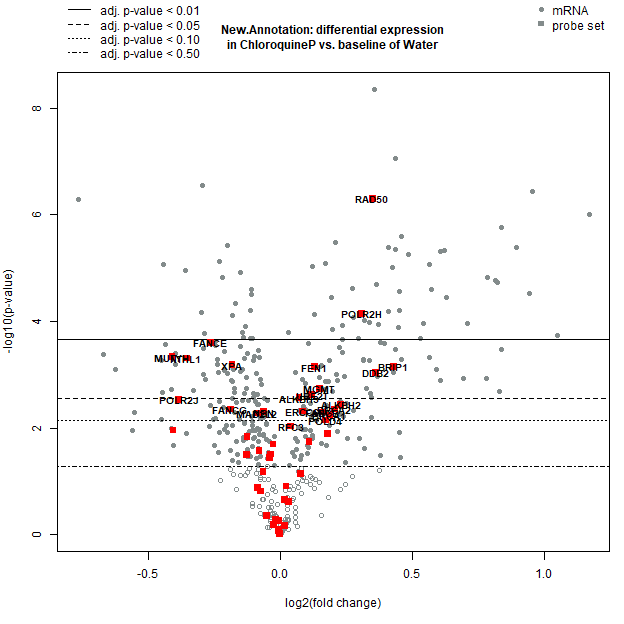 adj. p-value < 0.01
adj. p-value < 0.05
adj. p-value < 0.10
adj. p-value < 0.50
New.Annotation: differential expression
in ChloroquineP vs. baseline of Water
mRNA
probe set
8
6
4
2
0
-log10(p-value)
RAD50
POLR2H
FANCE
XPA
FEN1
BRIP1
DDB2
MGMT
POLR2J
FANCG
RFC3
POLD4
-0.5
0.0
0.5
1.0
log2(fold change)